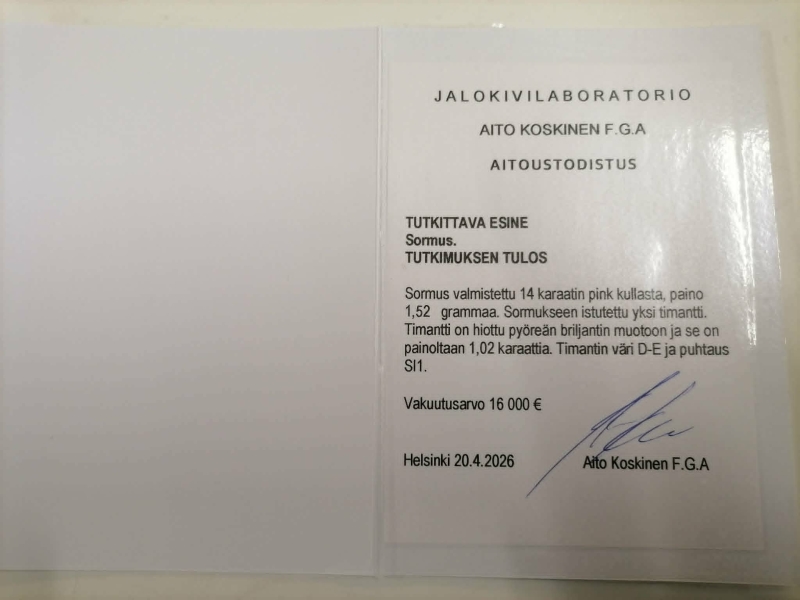 JALOKIVILABORATORIO
AITO KOSKINEN F.G.A
AITOUSTODISTUS
TUTKITTAVA ESINE
Sormus.
TUTKIMUKSEN TULOS
Sormus valmistettu 14 karaatin pink kullasta, paino
1,52 grammaa. Sormukseen istutettu yksi timantti.
Timantti on hiottu pyöreän briljantin muotoon ja se on
painoltaan 1,02 karaattia. Timantin väri D-E ja puhtaus
SI1.
Vakuutusarvo 16 000 €
Helsinki 20.4.2026
Aito Koskinen F.G.A